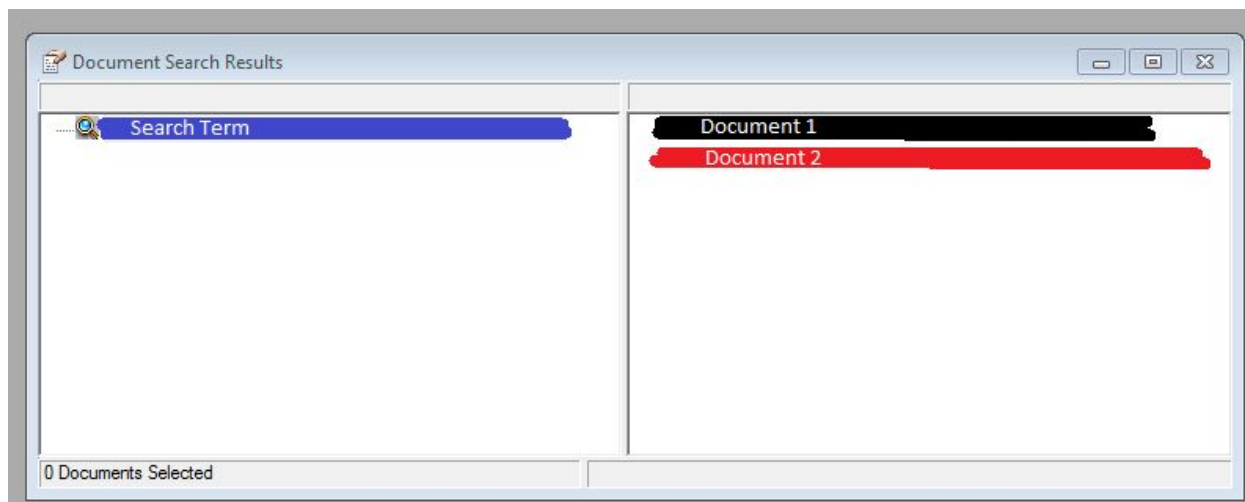 Document Search Results
Search Term
Document 1
Document 2
0 Documents Selected